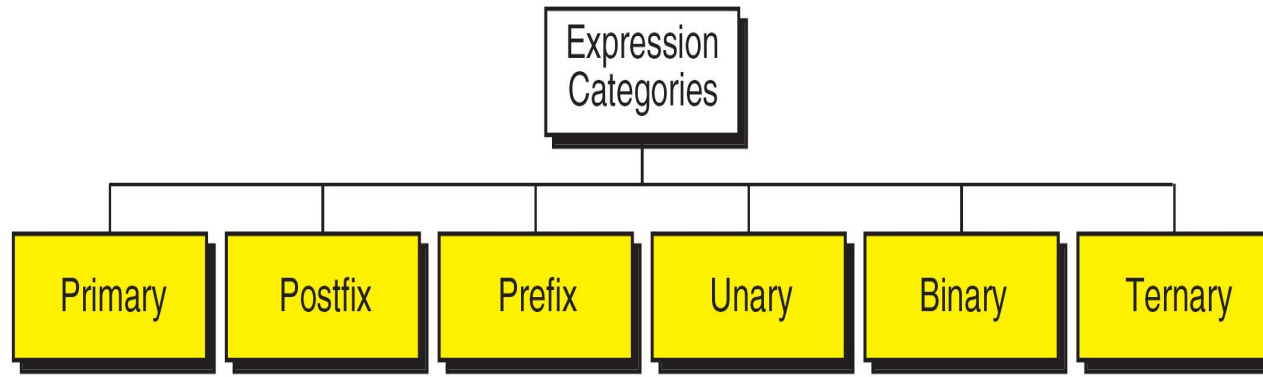 Expression
Categories
Primary
Postfix
Prefix
Unary
Binary
Ternary